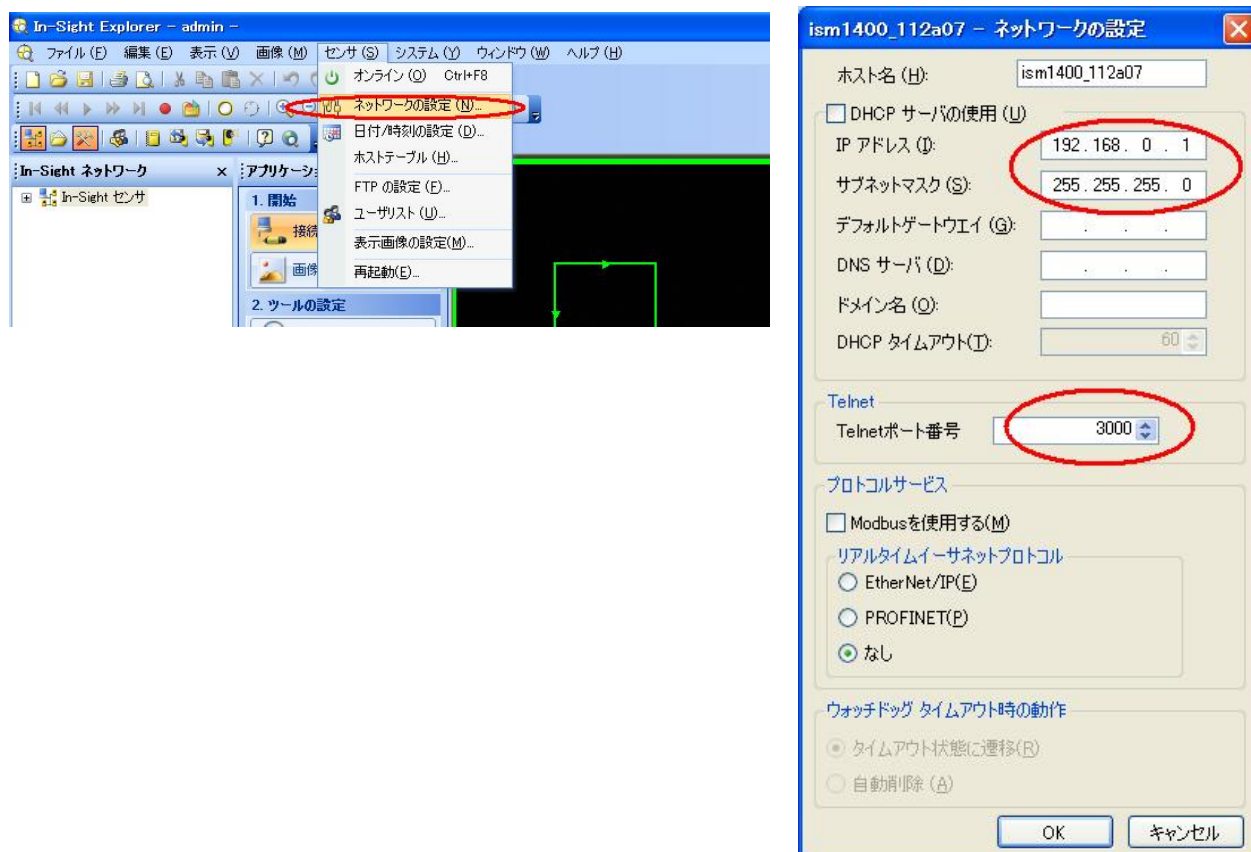 In-Sight Explorer - admin -
ファイル(F) 編集(E) 表示(V) 画像(M) センサ(S) システム(Y) ウィンドウ(W) ヘルプ(H)
オンライン(O) Ctrl+F8
ネットワークの設定(N)...
日付/時刻の設定(D)...
ホストテーブル(H)...
FTP の設定(F)...
ユーザリスト(U)...
表示画像の設定(M)...
再起動(E)...
In-Sight ネットワーク
In-Sight センサ
アプリケーショ
1. 開始
接続
画像
2. ツールの設定
ism1400_112a07 - ネットワークの設定
ホスト名(H): ism1400_112a07
DHCP サーバの使用(U)
IP アドレス(I): 192.168.0.1
サブネットマスク(S): 255.255.255.0
デフォルトゲートウエイ(G): . . .
DNS サーバ(D): . . .
ドメイン名(O):
DHCP タイムアウト(T): 60
Telnet
Telnetポート番号 3000
プロトコルサービス
Modbusを使用する(M)
リアルタイムイーサネットプロトコル
EtherNet/IP(E)
PROFINET(P)
なし
ウォッチドッグ タイムアウト時の動作
タイムアウト状態に遷移(R)
自動削除(A)
OK キャンセル